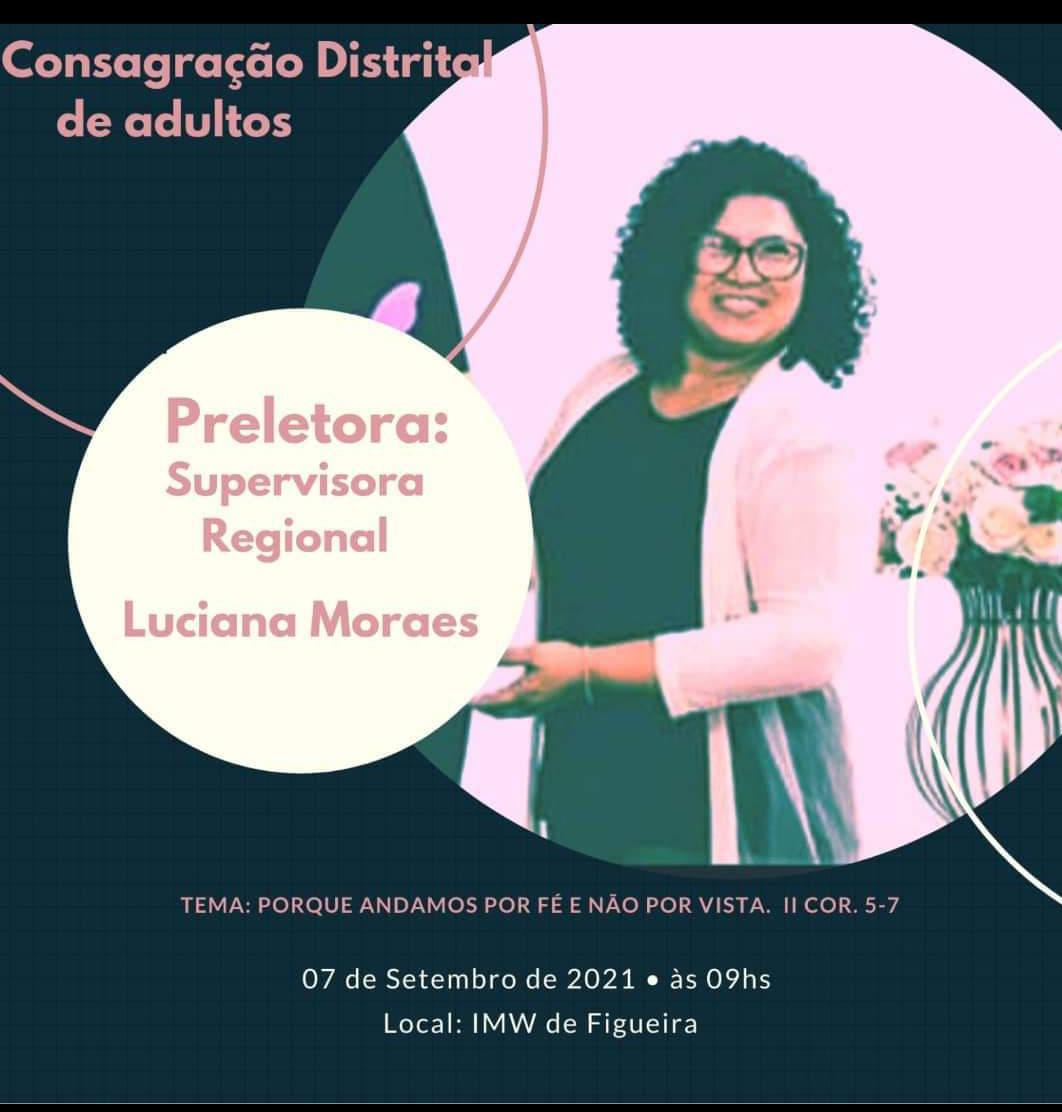 Consagração Distrital
de adultos
Preletora:
Supervisora
Regional
Luciana Moraes
TEMA: PORQUE ANDAMOS POR FÉ E NÃO POR VISTA. II COR. 5-7
07 de Setembro de 2021 • às 09hs
Local: IMW de Figueira